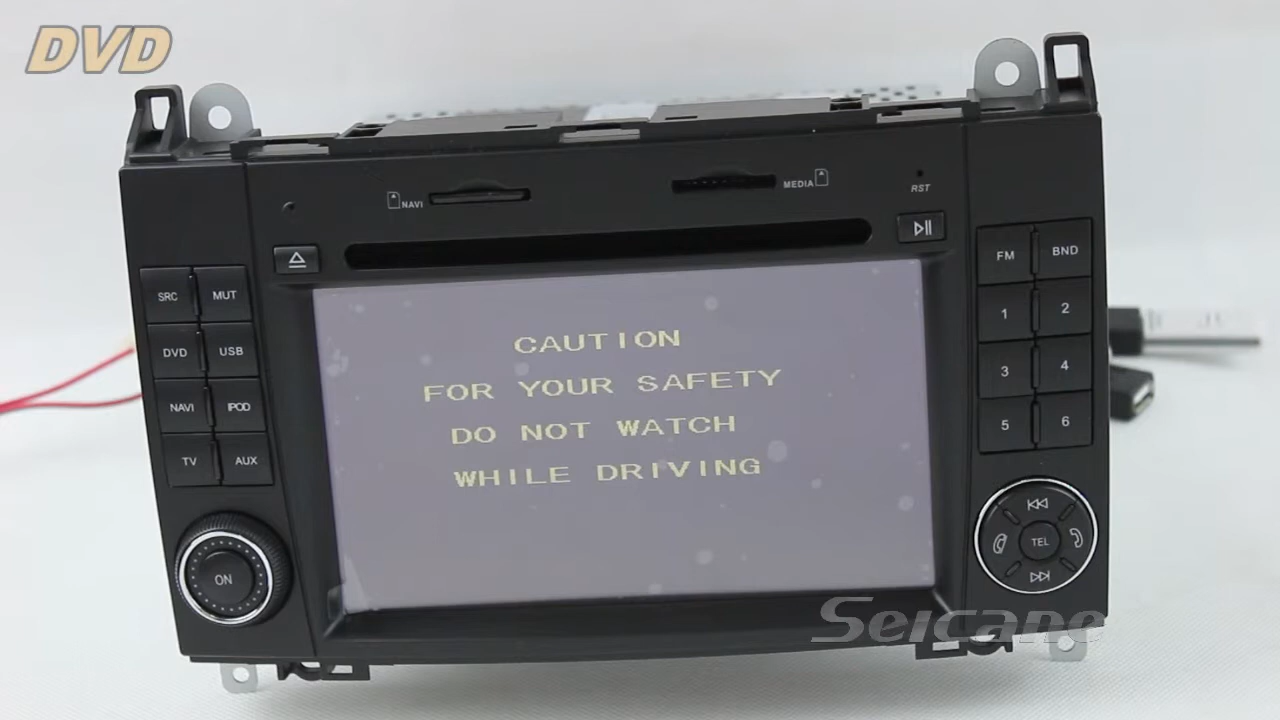 DVD
NAVI
MEDIA
RST
SRC
MUT
DVD
USB
NAVI
IPOD
TV
AUX
ON
CAUTION
FOR YOUR SAFETY
DO NOT WATCH
WHILE DRIVING
FM
BND
1
2
3
4
5
6
TEL
Seicane